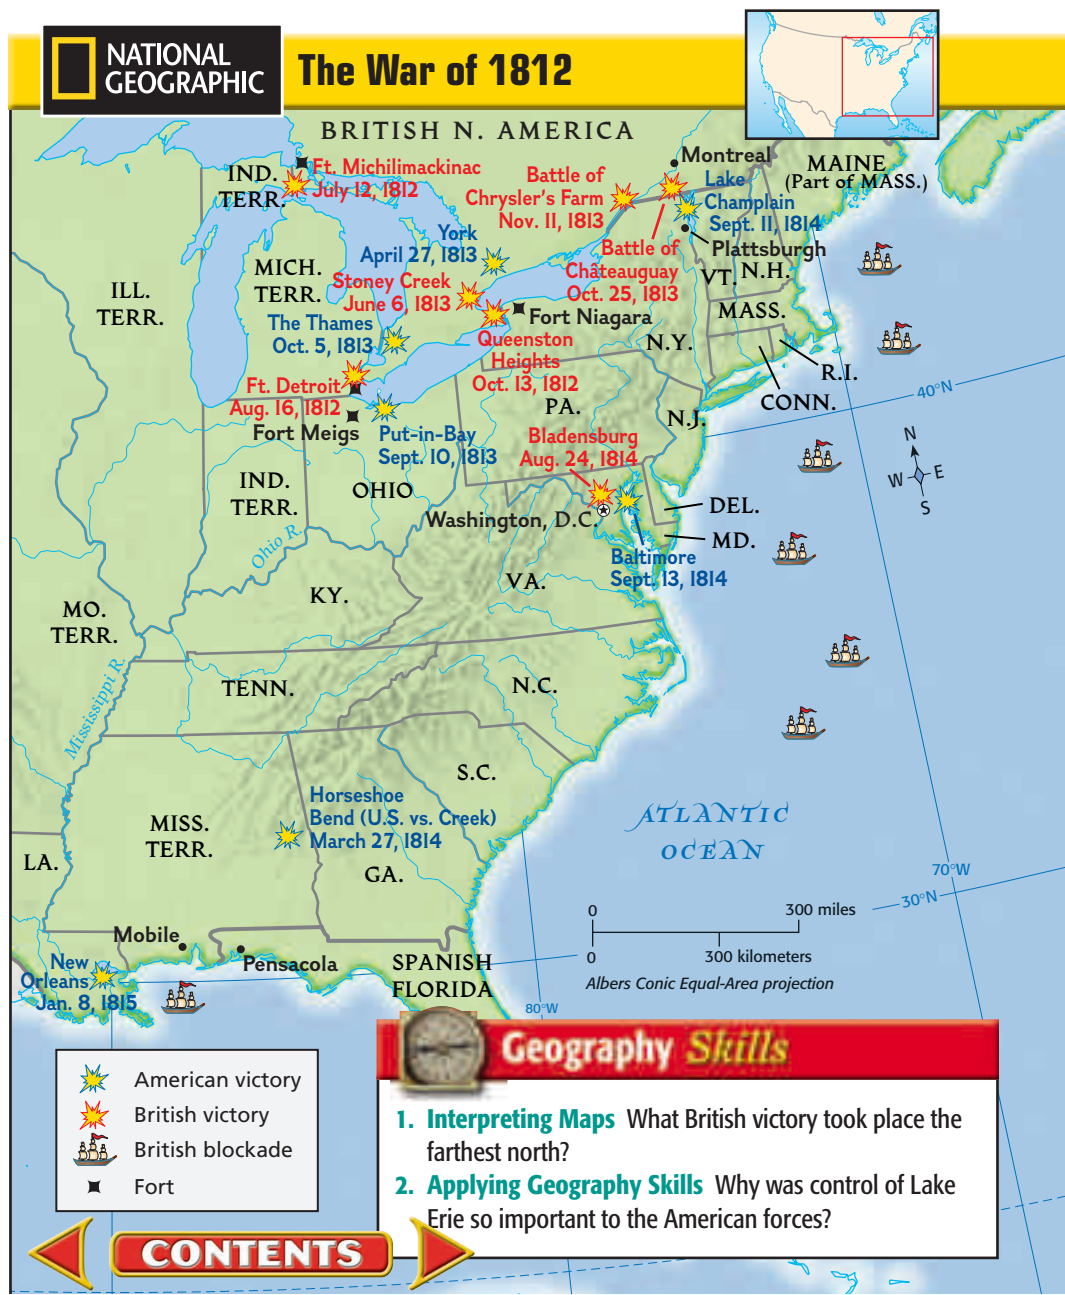 NATIONAL
GEOGRAPHIC
The War of 1812
BRITISH N. AMERICA
IND.
TERR.
Ft. Michilimackinac
July 12, 1812
Battle of
Chrysler's Farm
Nov. 11, 1813
Montreal
Lake
Champlain
Sept. 11, 1814
MAINE
(Part of MASS.)
Plattsburgh
York
April 27, 1813
Battle of
Châteauguay
Oct. 25, 1813
VT.
N.H.
MICH.
TERR.
Stoney Creek
June 6, 1813
ILL.
TERR.
MASS.
The Thames
Oct. 5, 1813
Fort Niagara
Queenston
Heights
Oct. 13, 1812
N.Y.
R.I.
CONN.
40°N
Ft. Detroit
Aug. 16, 1812
Fort Meigs
PA.
N.J.
Put-in-Bay
Sept. 10, 1813
Bladensburg
Aug. 24, 1814
N
W
E
S
IND.
TERR.
OHIO
Washington, D.C.
DEL.
MD.
Ohio R.
Baltimore
Sept. 13, 1814
VA.
KY.
MO.
TERR.
Mississippi R.
TENN.
N.C.
S.C.
Horseshoe
Bend (U.S. vs. Creek)
March 27, 1814
MISS.
TERR.
ATLANTIC
OCEAN
LA.
GA.
70°W
30°N
0
300 miles
0
300 kilometers
Albers Conic Equal-Area projection
Mobile
Pensacola
New
Orleans
Jan. 8, 1815
SPANISH
FLORIDA
80°W
American victory
British victory
British blockade
Fort
Geography Skills
1. Interpreting Maps What British victory took place the
farthest north?
2. Applying Geography Skills Why was control of Lake
Erie so important to the American forces?
CONTENTS